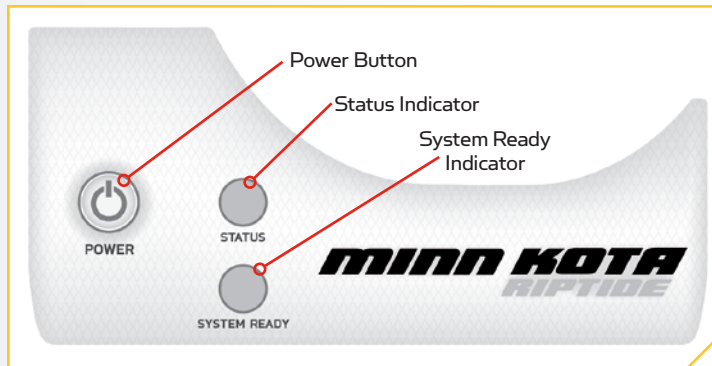 Power Button
Status Indicator
System Ready
Indicator
POWER
STATUS
SYSTEM READY
MINN KOTA
RIPTIDE